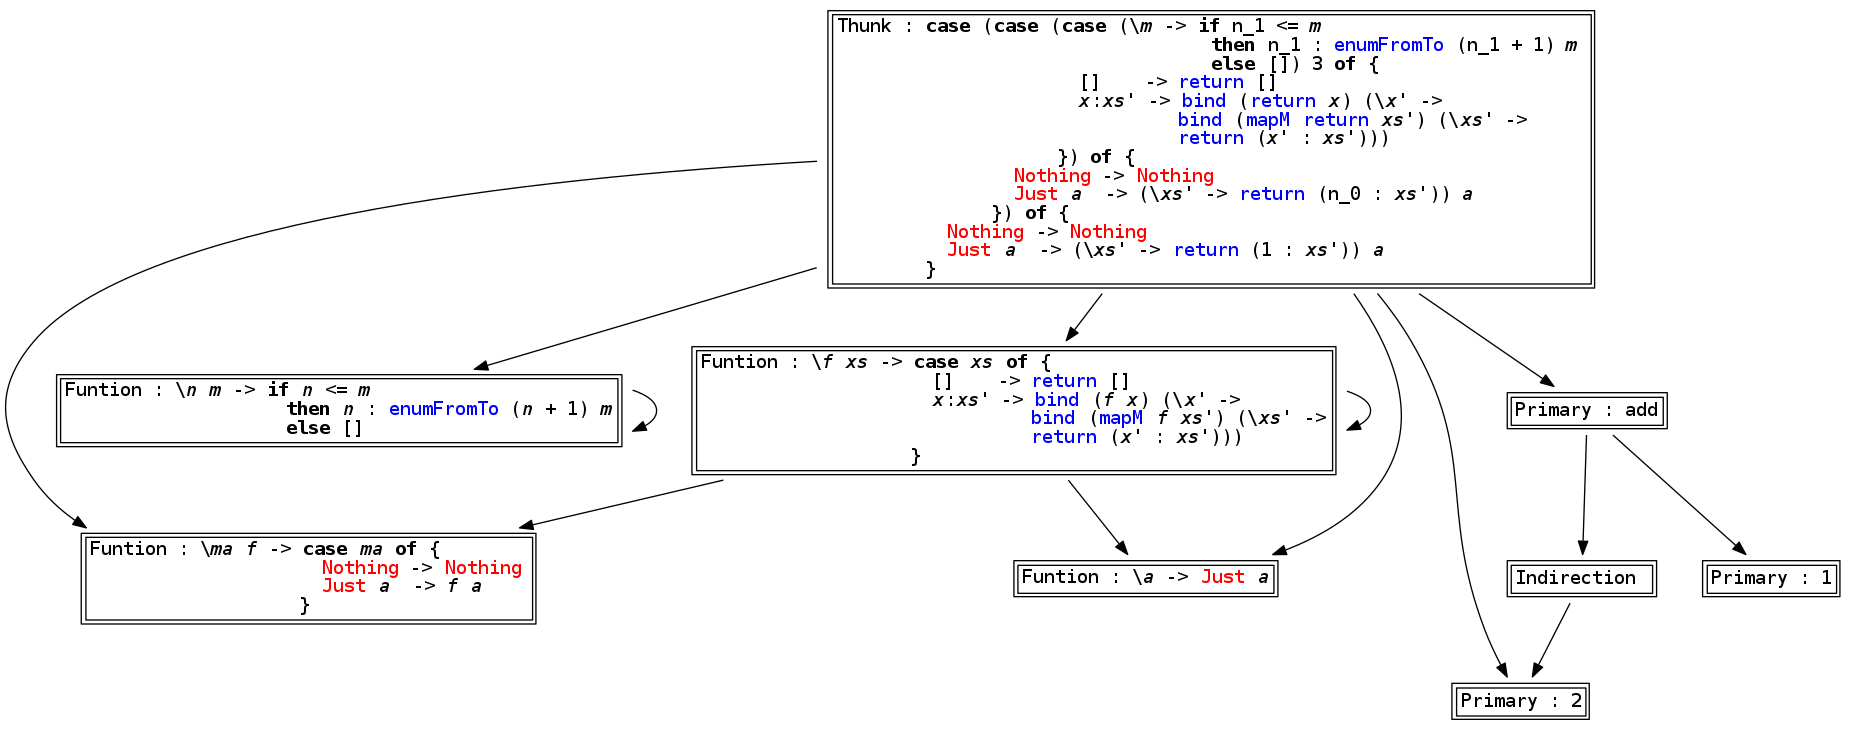 Thunk : case (case (case (\m -> if n_1 <= m
then n_1 : enumFromTo (n_1 + 1) m
else []) 3 of {
[]    -> return []
x:xs' -> bind (return x) (\x' ->
bind (mapM return xs') (\xs' ->
return (x' : xs')))
}) of {
Nothing -> Nothing
Just a  -> (\xs' -> return (n_0 : xs')) a
}) of {
Nothing -> Nothing
Just a  -> (\xs' -> return (1 : xs')) a
}
Funtion : \n m -> if n <= m
then n : enumFromTo (n + 1) m
else []
Funtion : \f xs -> case xs of {
[]    -> return []
x:xs' -> bind (f x) (\x' ->
bind (mapM f xs') (\xs' ->
return (x' : xs')))
}
Primary : add
Funtion : \ma f -> case ma of {
Nothing -> Nothing
Just a  -> f a
}
Funtion : \a -> Just a
Indirection
Primary : 1
Primary : 2